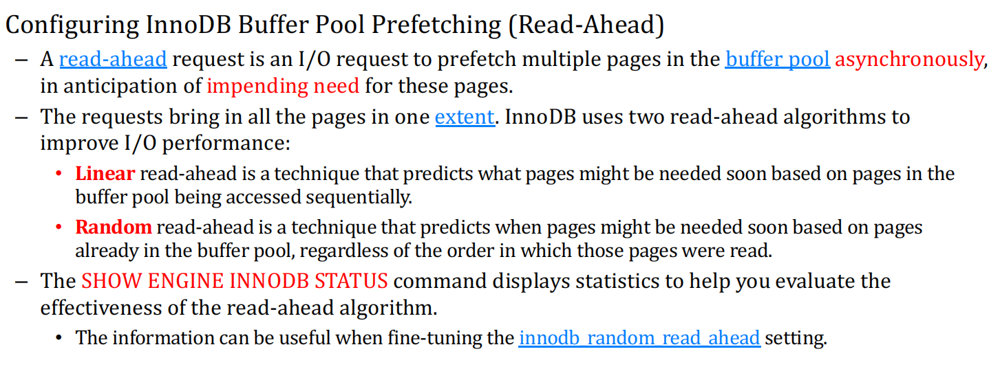 Configuring InnoDB Buffer Pool Prefetching (Read-Ahead)
– A read-ahead request is an I/O request to prefetch multiple pages in the buffer pool asynchronously,
in anticipation of impending need for these pages.
– The requests bring in all the pages in one extent. InnoDB uses two read-ahead algorithms to
improve I/O performance:
• Linear read-ahead is a technique that predicts what pages might be needed soon based on pages in the
buffer pool being accessed sequentially.
• Random read-ahead is a technique that predicts when pages might be needed soon based on pages
already in the buffer pool, regardless of the order in which those pages were read.
– The SHOW ENGINE INNODB STATUS command displays statistics to help you evaluate the
effectiveness of the read-ahead algorithm.
• The information can be useful when fine-tuning the innodb_random_read_ahead setting.